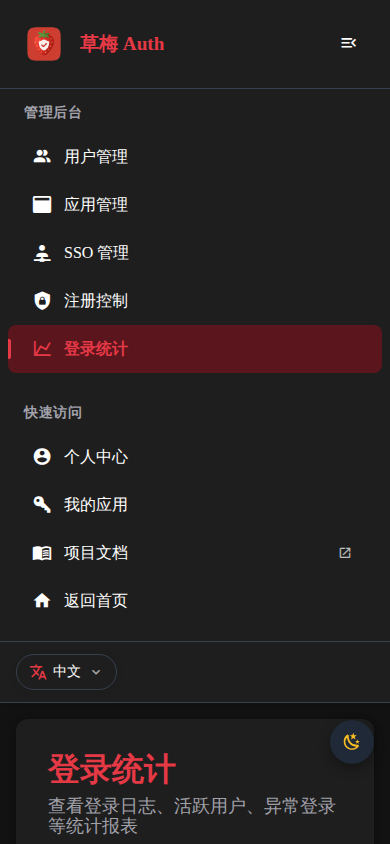 草梅 Auth
管理后台
用户管理
应用管理
SSO 管理
注册控制
登录统计
快速访问
个人中心
我的应用
项目文档
返回首页
中文
登录统计
查看登录日志、活跃用户、异常登录
等统计报表